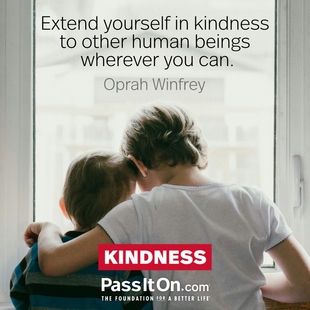 Extend yourself in kindness
to other human beings
wherever you can.
Oprah Winfrey
KINDNESS
PassItOn.com
THE FOUNDATION FOR A BETTER LIFE